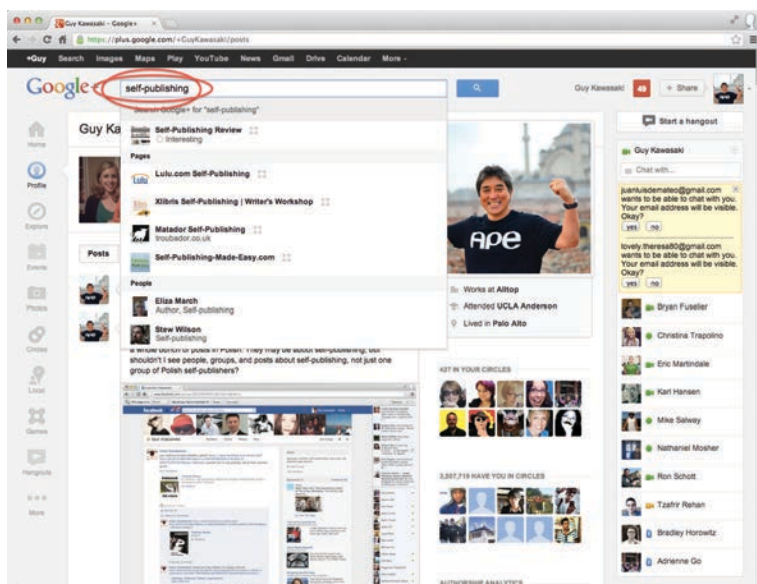 Guy Kawasaki - Google+
https://plus.google.com/+GuyKawasaki/posts
+Guy Search Images Maps Play YouTube News Gmail Drive Calendar More
Google+
self-publishing
Guy Kawasaki
49
+ Share
Search Google+ for "self-publishing"
Self-Publishing Review
Interesting
Pages
Lulu.com Self-Publishing
Xlibris Self-Publishing | Writer's Workshop
Matador Self-Publishing
troubador.co.uk
Self-Publishing-Made-Easy.com
People
Eliza March
Author, Self-publishing
Stew Wilson
Self-publishing
Home
Profile
Explore
Events
Photos
Circles
Local
Games
Hangouts
More
Guy Ka
Posts
a whole bunch of posts in Polish. They may be about self-publishing, but
shouldn't I see people, groups, and posts about self-publishing, not just one
group of Polish self-publishers?
facebook
APE
Works at Alltop
Attended UCLA Anderson
Lived in Palo Alto
427 IN YOUR CIRCLES
3,507,719 HAVE YOU IN CIRCLES
AUTHORSHIP ANALYTICS
Start a hangout
Guy Kawasaki
Chat with...
juanluisdemateo@gmail.com
wants to be able to chat with you.
Your email address will be visible.
Okay?
yes no
lovely.theresa80@gmail.com
wants to be able to chat with you.
Your email address will be visible.
Okay?
yes no
Bryan Fuselier
Christina Trapolino
Eric Martindale
Karl Hansen
Mike Salway
Nathaniel Mosher
Ron Schott
Tzafrir Rehan
Bradley Horowitz
Adrienne Go